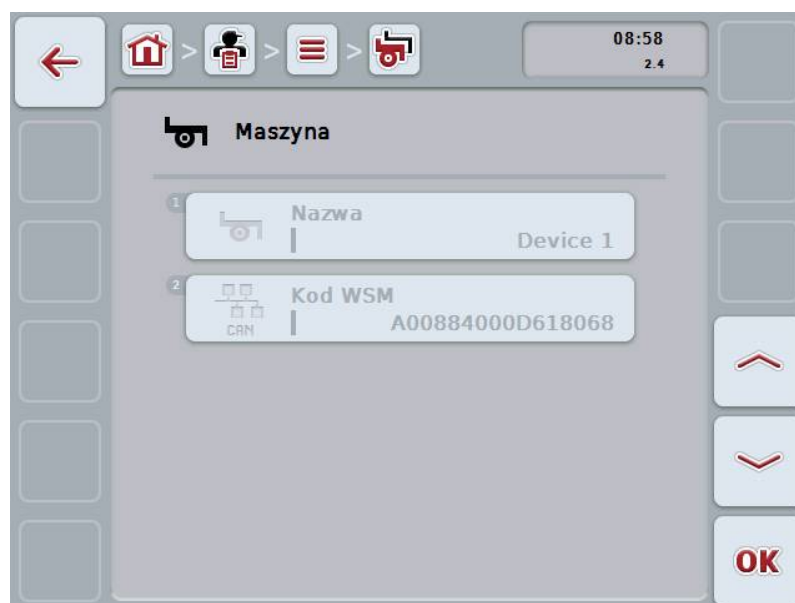 08:58
2.4
Maszyna
1
Nazwa
Device 1
2
Kod WSM
CAN
A00884000D618068
OK